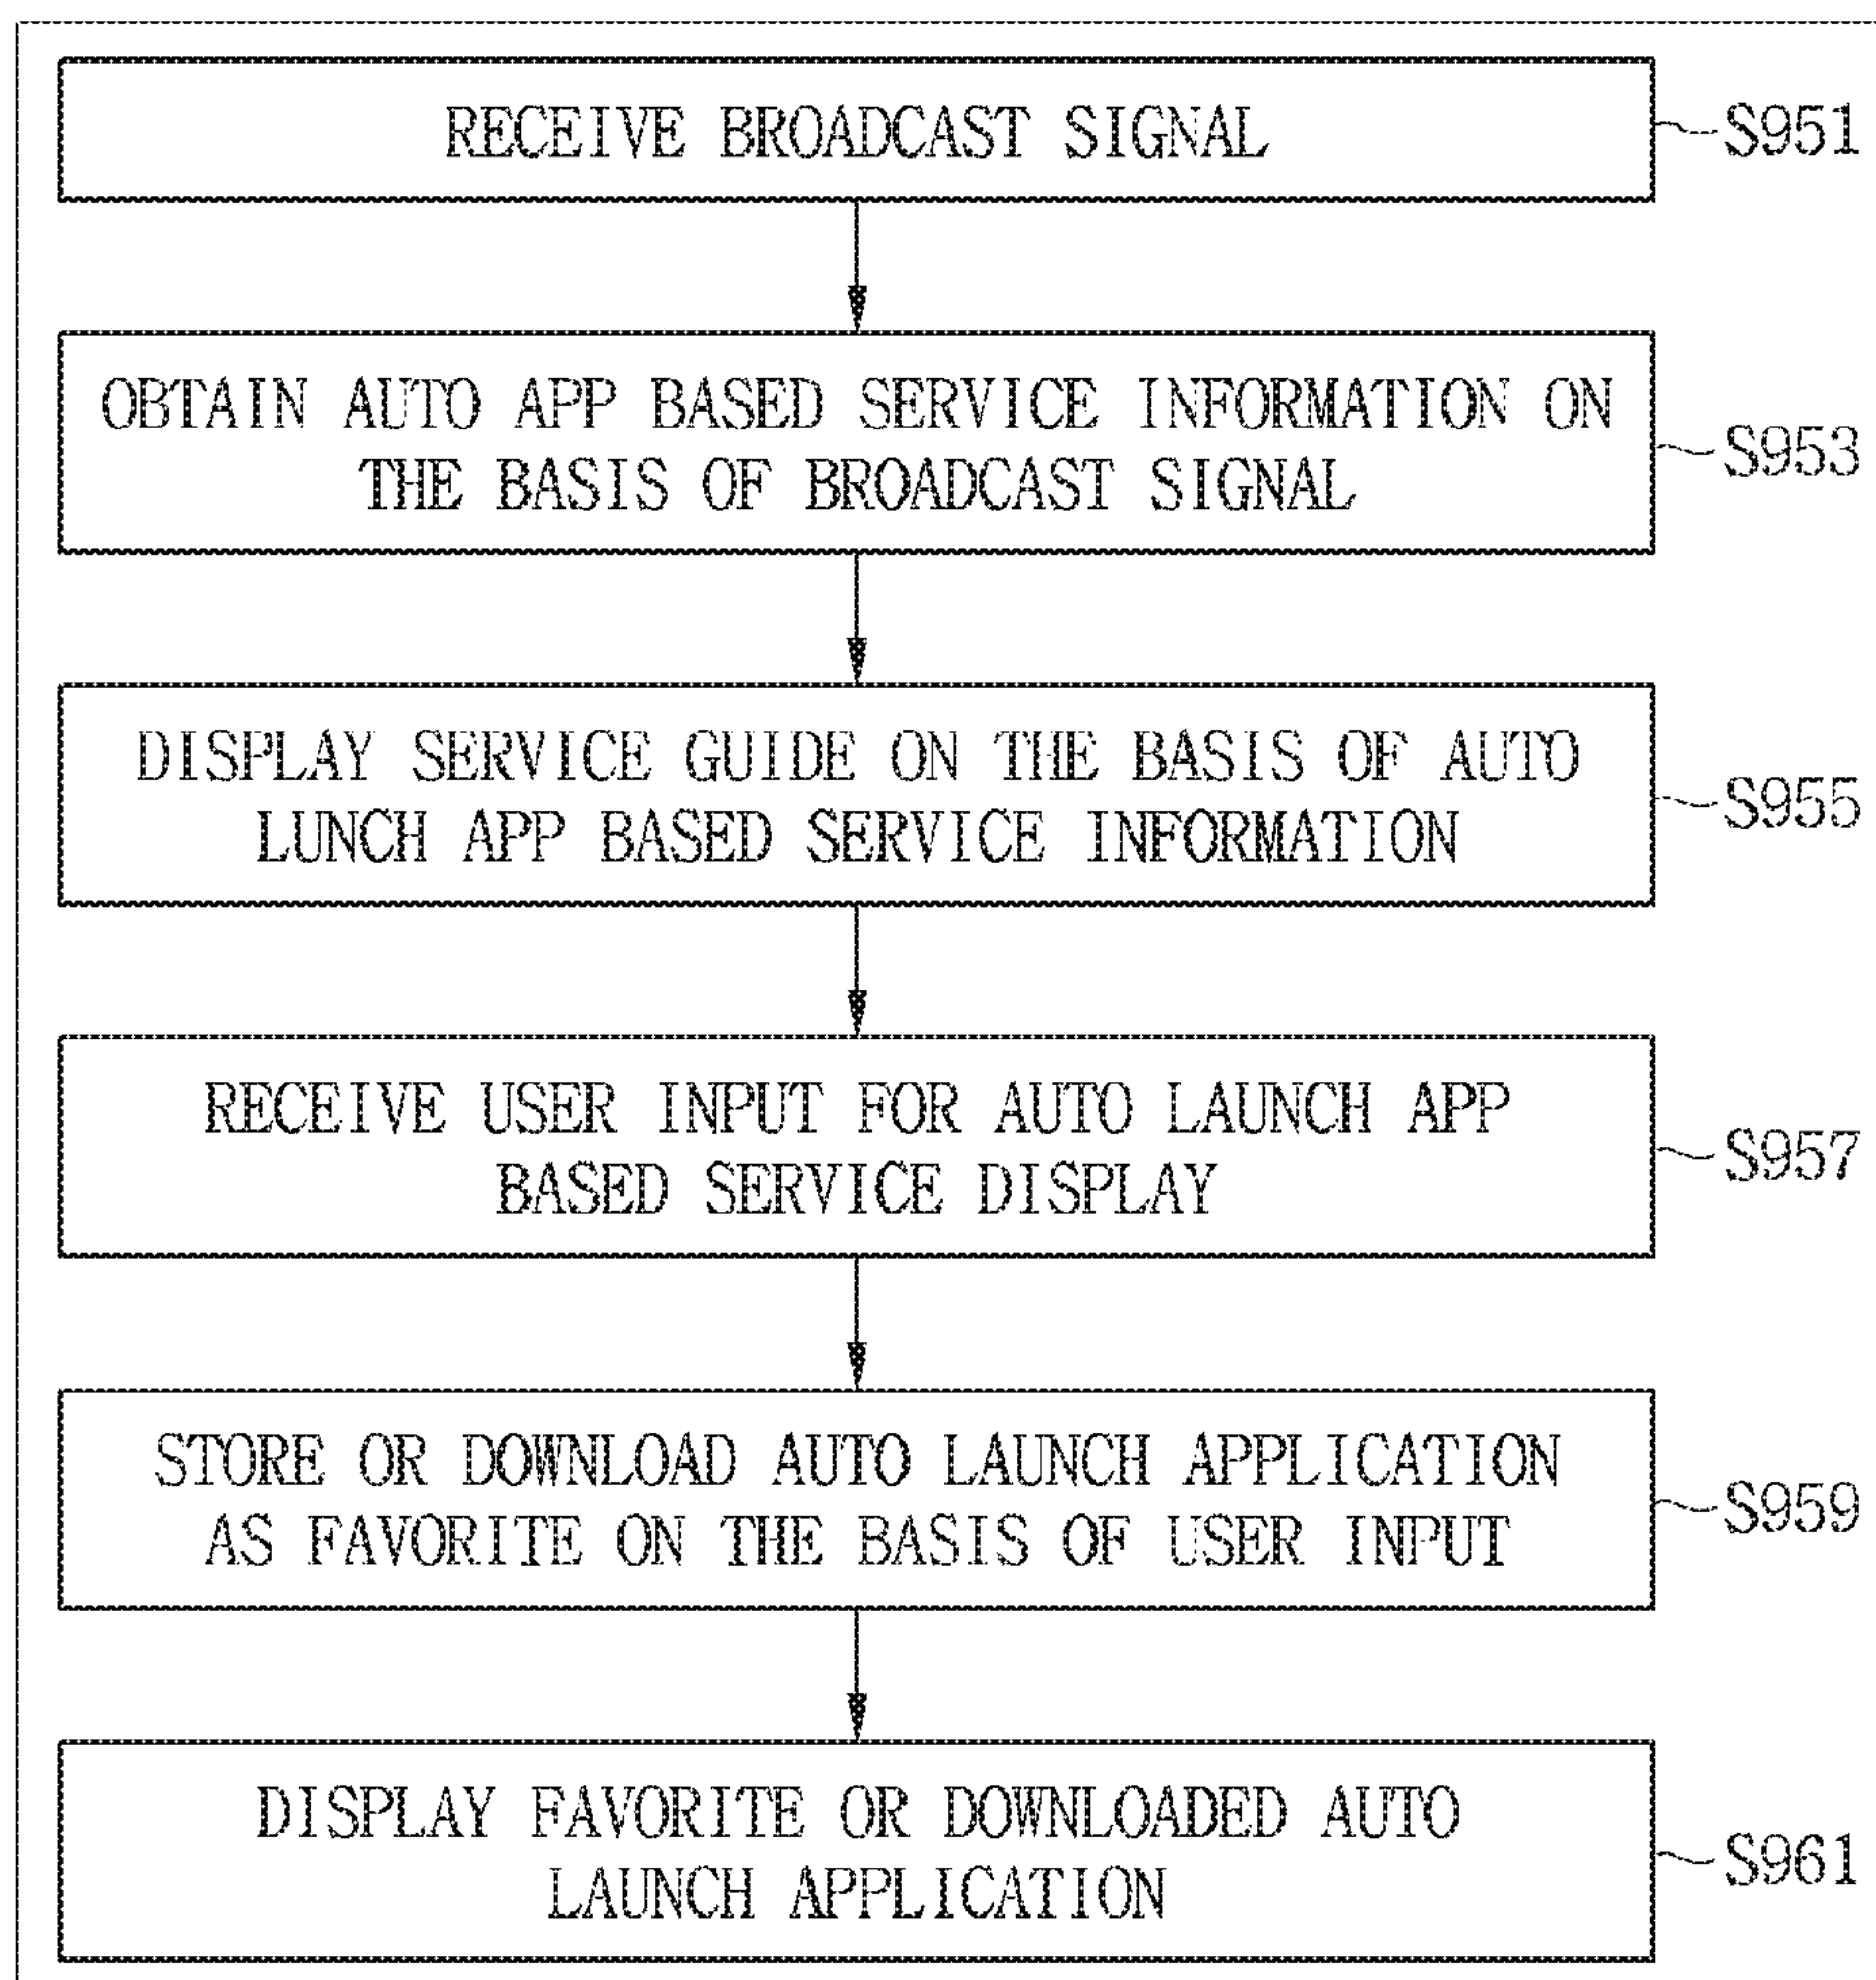 RECEIVE BROADCAST SIGNAL
S951
OBTAIN AUTO APP BASED SERVICE INFORMATION ON
THE BASIS OF BROADCAST SIGNAL
S953
DISPLAY SERVICE GUIDE ON THE BASIS OF AUTO
LUNCH APP BASED SERVICE INFORMATION
S955
RECEIVE USER INPUT FOR AUTO LAUNCH APP
BASED SERVICE DISPLAY
S957
STORE OR DOWNLOAD AUTO LAUNCH APPLICATION
AS FAVORITE ON THE BASIS OF USER INPUT
S959
DISPLAY FAVORITE OR DOWNLOADED AUTO
LAUNCH APPLICATION
S961